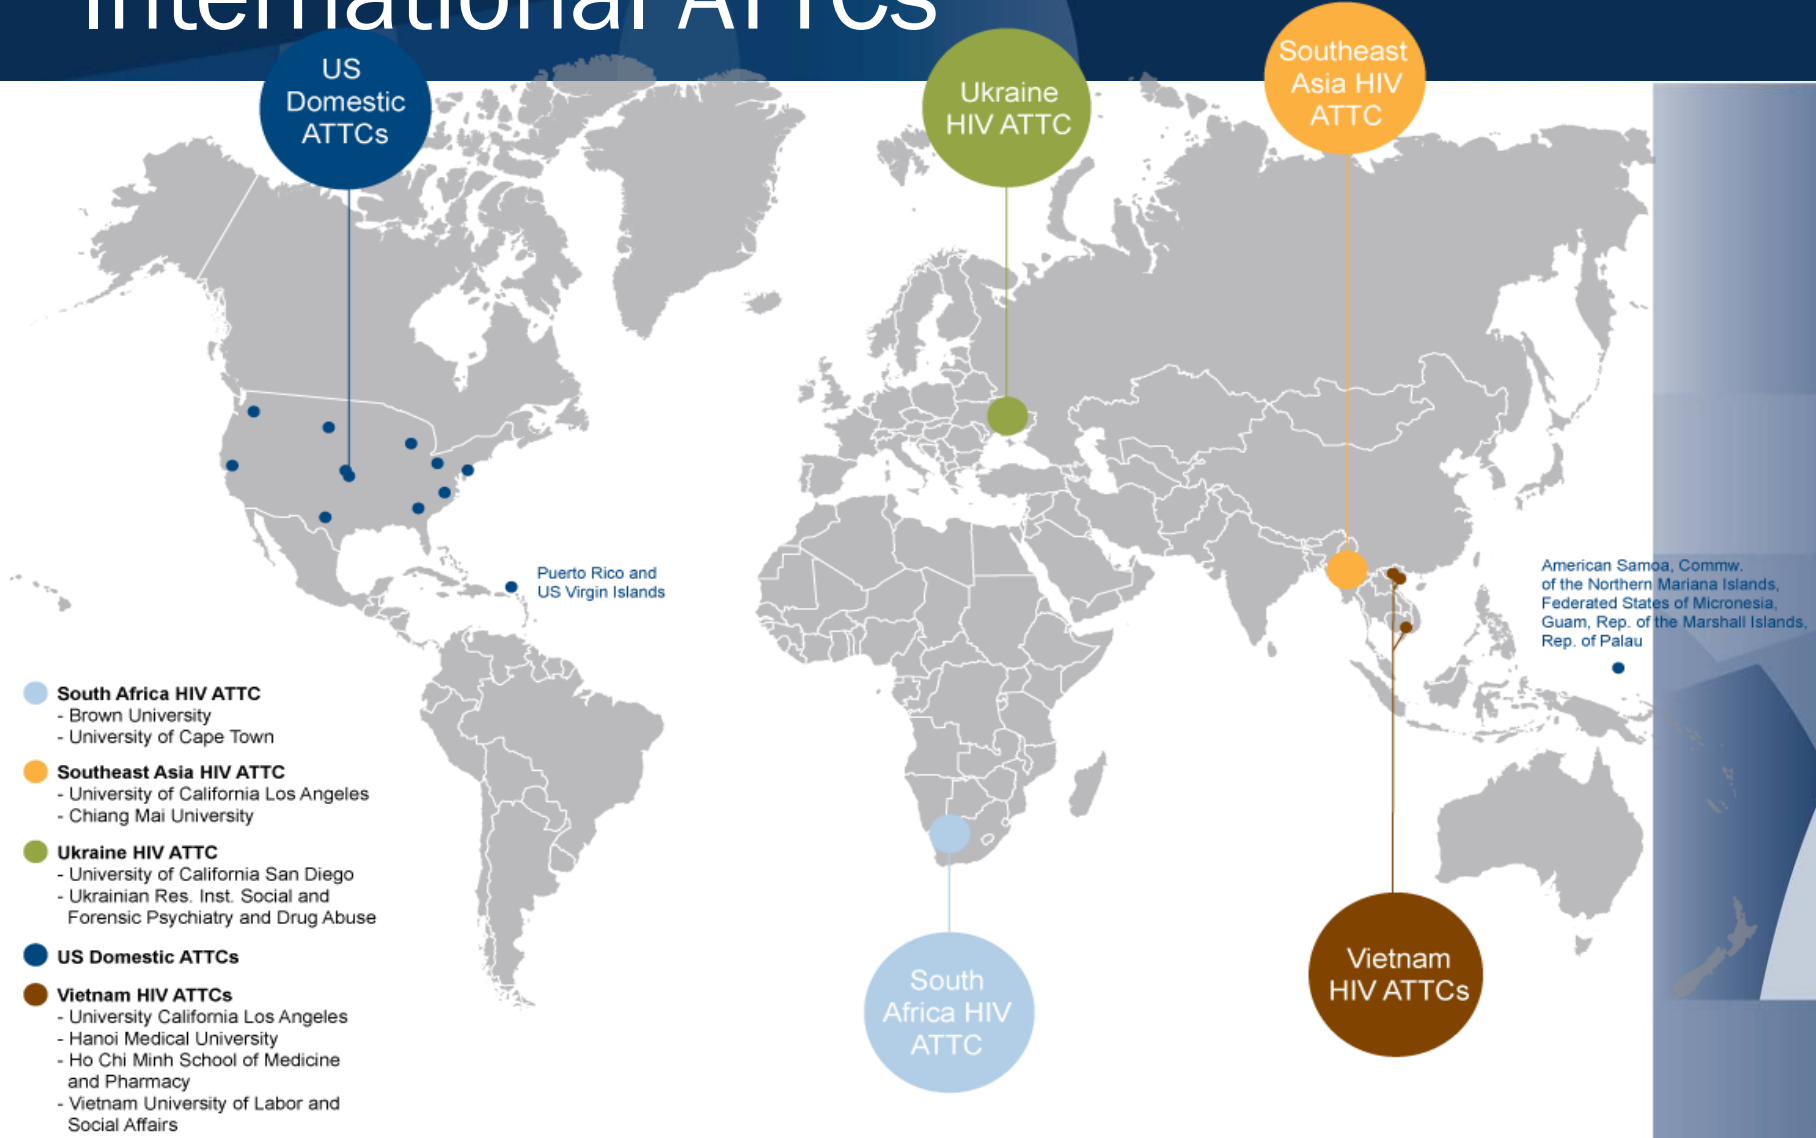 International ATTCs
US
Domestic
ATTCs
Ukraine
HIV ATTC
Southeast
Asia HIV
ATTC
Puerto Rico and
US Virgin Islands
American Samoa, Commw.
of the Northern Mariana Islands,
Federated States of Micronesia,
Guam, Rep. of the Marshall Islands,
Rep. of Palau
South Africa HIV ATTC
- Brown University
- University of Cape Town
Southeast Asia HIV ATTC
- University of California Los Angeles
- Chiang Mai University
Ukraine HIV ATTC
- University of California San Diego
- Ukrainian Res. Inst. Social and
Forensic Psychiatry and Drug Abuse
US Domestic ATTCs
Vietnam HIV ATTCs
- University California Los Angeles
- Hanoi Medical University
- Ho Chi Minh School of Medicine
and Pharmacy
- Vietnam University of Labor and
Social Affairs
South
Africa HIV
ATTC
Vietnam
HIV ATTCs